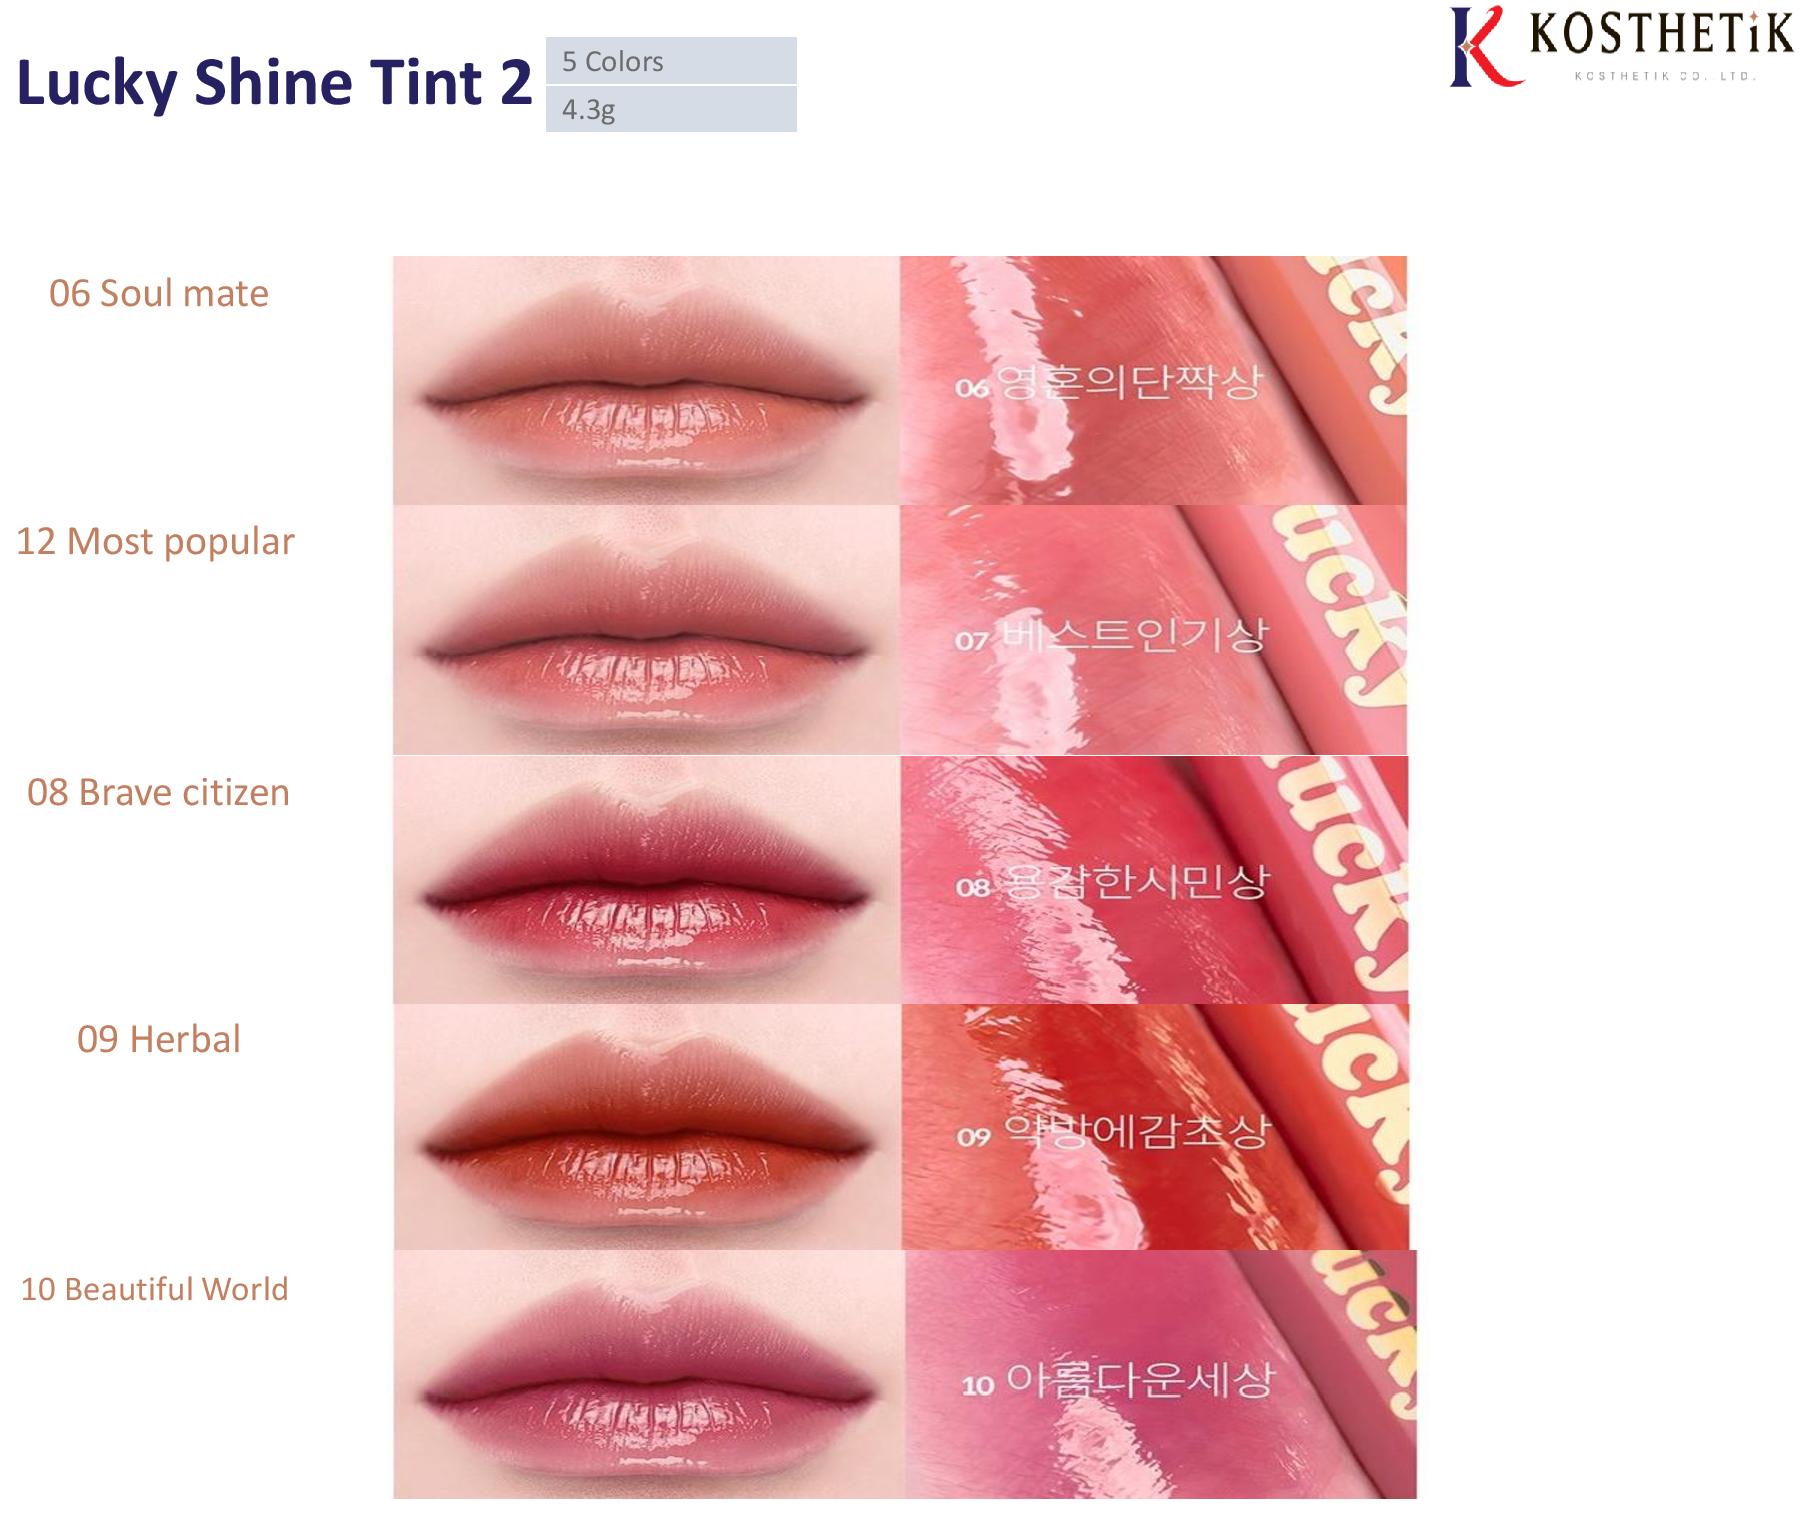 Lucky Shine Tint 2
5 Colors
4.3g
KOSTHETiK
KOSTHETIK CO. LTD.
06 Soul mate
06 영혼의단짝상
ucky
12 Most popular
07 베스트인기상
ucky
08 Brave citizen
08 용감한시민상
ucky
09 Herbal
09 약방에감초상
ucky
10 Beautiful World
10 아름다운세상
ucky